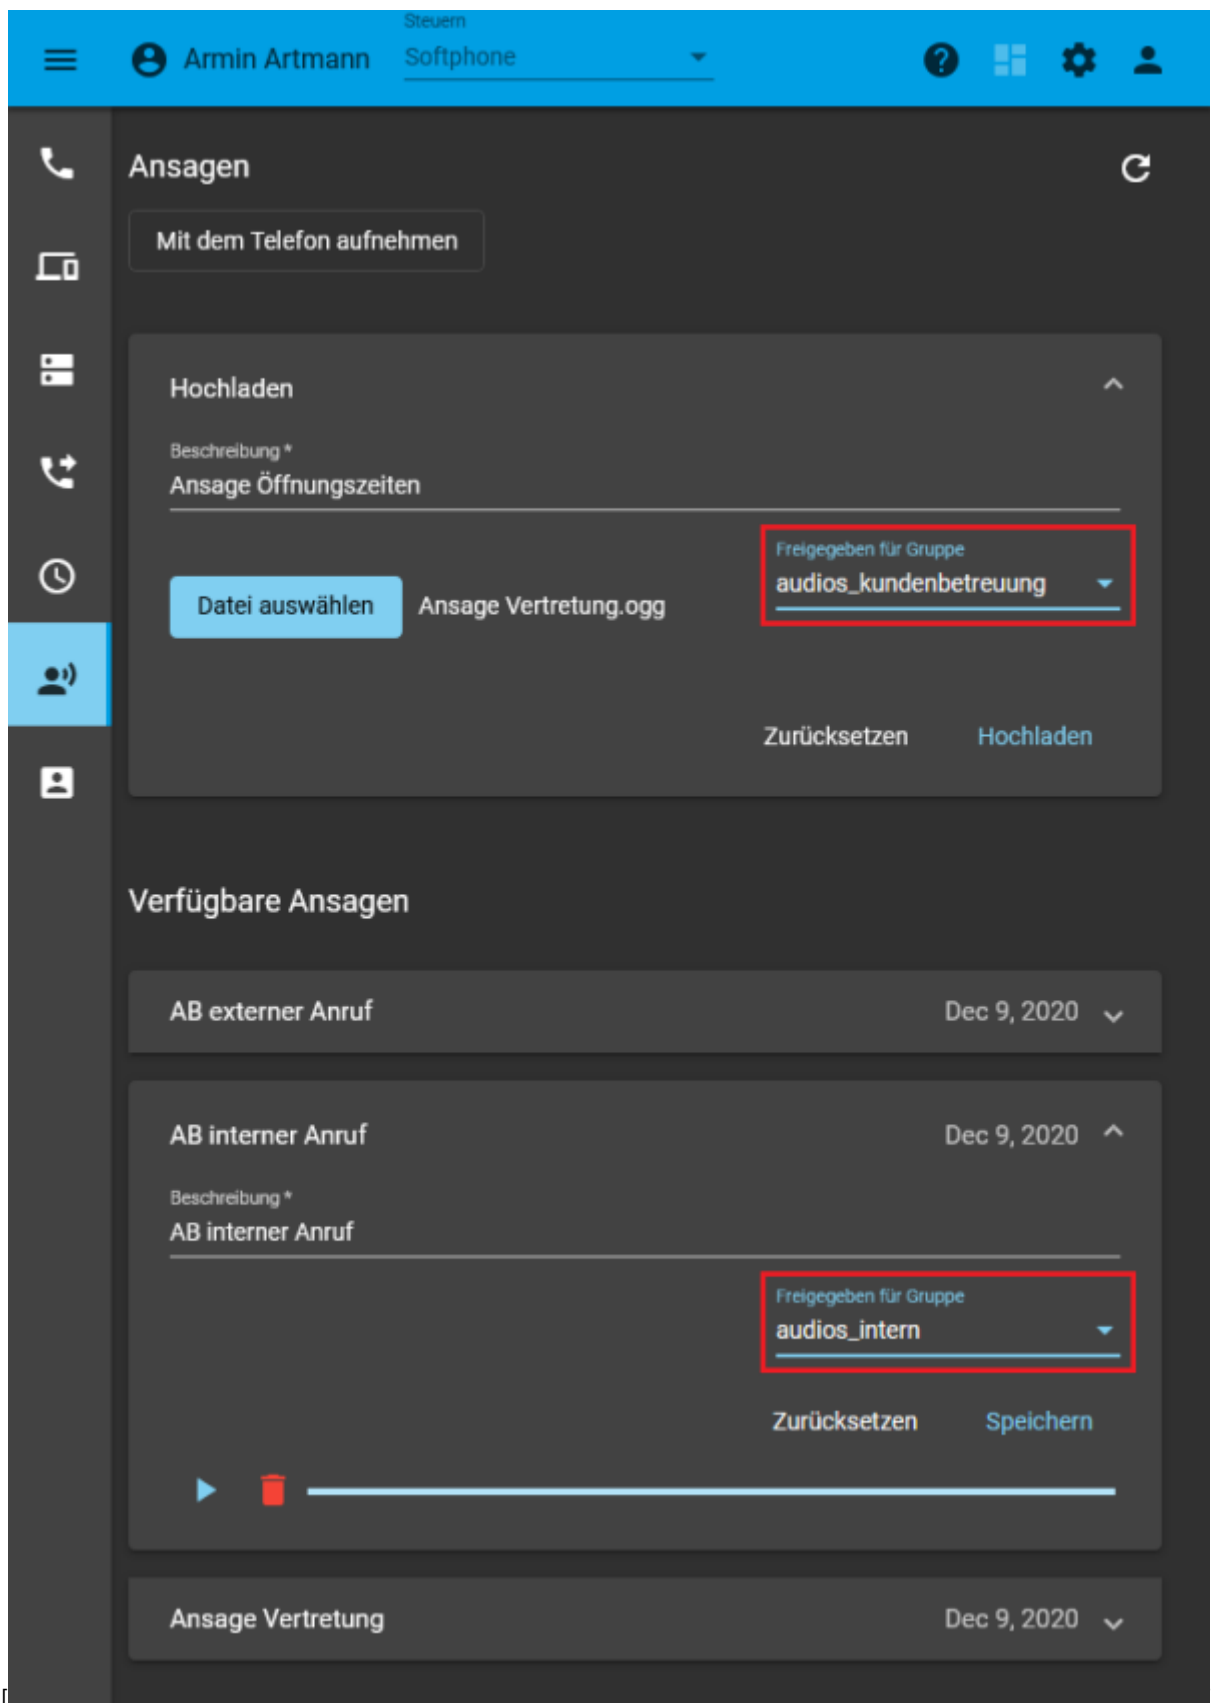 Steuern
Armin Artmann Softphone
Ansagen
Mit dem Telefon aufnehmen
Hochladen
Beschreibung *
Ansage Öffnungszeiten
Freigegeben für Gruppe
audios_kundenbetreuung
Datei auswählen Ansage Vertretung.ogg
Zurücksetzen Hochladen
Verfügbare Ansagen
AB externer Anruf Dec 9, 2020
AB interner Anruf Dec 9, 2020
Beschreibung *
AB interner Anruf
Freigegeben für Gruppe
audios_intern
Zurücksetzen Speichern
Ansage Vertretung Dec 9, 2020
[